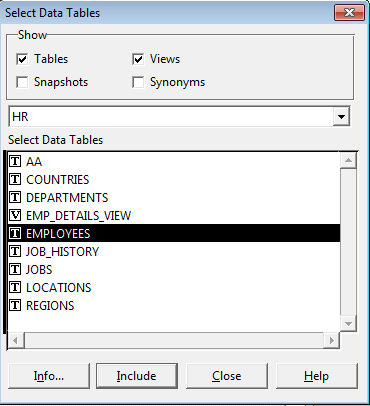 Select Data Tables
Show
Tables Views
Snapshots Synonyms
HR
Select Data Tables
T AA
T COUNTRIES
T DEPARTMENTS
V EMP_DETAILS_VIEW
T EMPLOYEES
T JOB_HISTORY
T JOBS
T LOCATIONS
T REGIONS
Info... Include Close Help